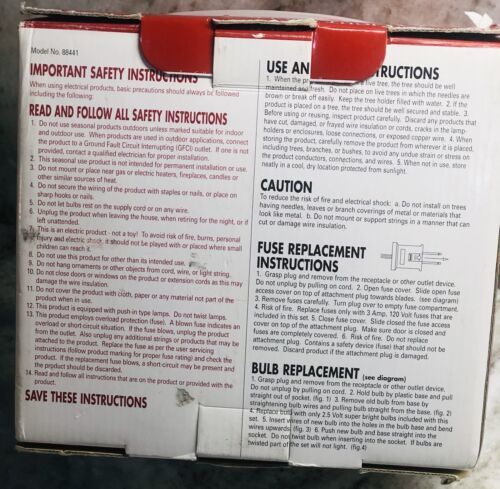 Model No. 88441
IMPORTANT SAFETY INSTRUCTIONS
When using electrical products, basic precautions should always be followed
including the following:
READ AND FOLLOW ALL SAFETY INSTRUCTIONS
1. Do not use seasonal products outdoors unless marked suitable for indoor
and outdoor use. When products are used in outdoor applications, connect
the product to a Ground Fault Circuit Interrupting (GFCI) outlet. If one is not
provided, contact a qualified electrician for proper installation.
2. This seasonal use product is not intended for permanent installation or use.
3. Do not mount or place near gas or electric heaters, fireplaces, candles or
other similar sources of heat.
4. Do not secure the wiring of the product with staples or nails, or place on
sharp hooks or nails.
5. Do not let bulbs rest on the supply cord or on any wire.
6. Unplug the product when leaving the house, when retiring for the night, or if
left unattended.
7. This is an electric product - not a toy! To avoid risk of fire, burns, personal
injury and electric shock it should not be played with or placed where small
children can reach it.
8. Do not use this product for other than its intended use.
9. Do not hang ornaments or other objects from cord, wire, or light string.
10. Do not close doors or windows on the product or extension cords as this may
damage the wire insulation.
11. Do not cover the product with cloth, paper or any material not part of the
product when in use.
12. This product is equipped with push in type lamps. Do not twist lamps.
13. This product employs overload protection (fuse). A blown fuse indicates an
overload or short-circuit situation. If the fuse blows, unplug the product
from the outlet. Also unplug any additional strings or products that may be
attached to the product. Replace the fuse as per the user servicing
instructions (follow product marking for proper fuse rating) and check the
product. If the replacement fuse blows, a short-circuit may be present and
the product should be discarded.
14. Read and follow all instructions that are on the product or provided with the
product.
SAVE THESE INSTRUCTIONS
USE AN TRUCTIONS
1. When the pr live tree, the tree should be well
maintained and fresh. Do not place on live trees in which the needles are
brown or break off easily. Keep the tree holder filled with water. 2. If the
product is placed on a tree, the tree should be well secured and stable. 3.
Before using or reusing, inspect product carefully. Discard any products that
have cut, damaged, or frayed wire insulation or cords, cracks in the lamp-
holders or enclosures, loose connections, or exposed copper wire. 4. When
storing the product, carefully remove the product from wherever it is placed,
including trees, branches, or bushes, to avoid any undue strain or stress on
the product conductors, connections, and wires. 5. When not in use, store
neatly in a cool, dry location protected from sunlight.
CAUTION
To reduce the risk of fire and electrical shock: a. Do not install on trees
having needles, leaves or branch coverings of metal or materials that
look like metal. b. Do not mount or support strings in a manner that can
cut or damage wire insulation.
FUSE REPLACEMENT
INSTRUCTIONS
1. Grasp plug and remove from the receptacle or other outlet device.
Do not unplug by pulling on cord. 2. Open fuse cover. Slide open fuse
access cover on top of attachment plug towards blades. (see diagram)
3. Remove fuses carefully. Turn plug over to empty fuse compartment.
4. Risk of fire. Replace fuses only with 3 Amp, 120 Volt fuses that are
included in this set. 5. Close fuse cover. Slide closed the fuse access
cover on top of attachment plug. Make sure door is closed and
fuses are completely covered. 6. Risk of fire. Do not replace
attachment plug. Contains a safety device (fuse) that should not be
removed. Discard product if the attachment plug is damaged.
BULB REPLACEMENT (see diagram)
1. Grasp plug and remove from the receptacle or other outlet device.
Do not unplug by pulling on cord. 2. Hold bulb by plastic base and pull
straight out of socket. (fig. 1) 3. Remove old bulb from base by
straightening bulb wires and pulling bulb straight from the base. (fig. 2)
4. Replace bulb with only 2.5 Volt super bright bulbs included with this
set. 5. Insert wires of new bulb into the holes in the bulb base and bend
wires upwards. (fig. 3) 6. Push new bulb and base straight into the
socket. Do not twist bulb when inserting into the socket. If bulbs are
twisted part of the set will not light. (fig.4)